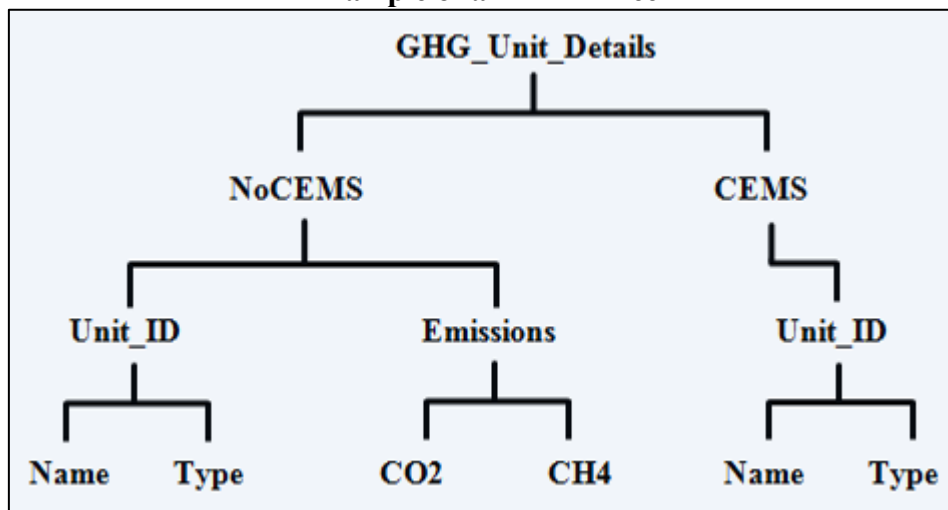 GHG_Unit_Details
NoCEMS CEMS
Unit_ID Emissions Unit_ID
Name Type CO2 CH4 Name Type